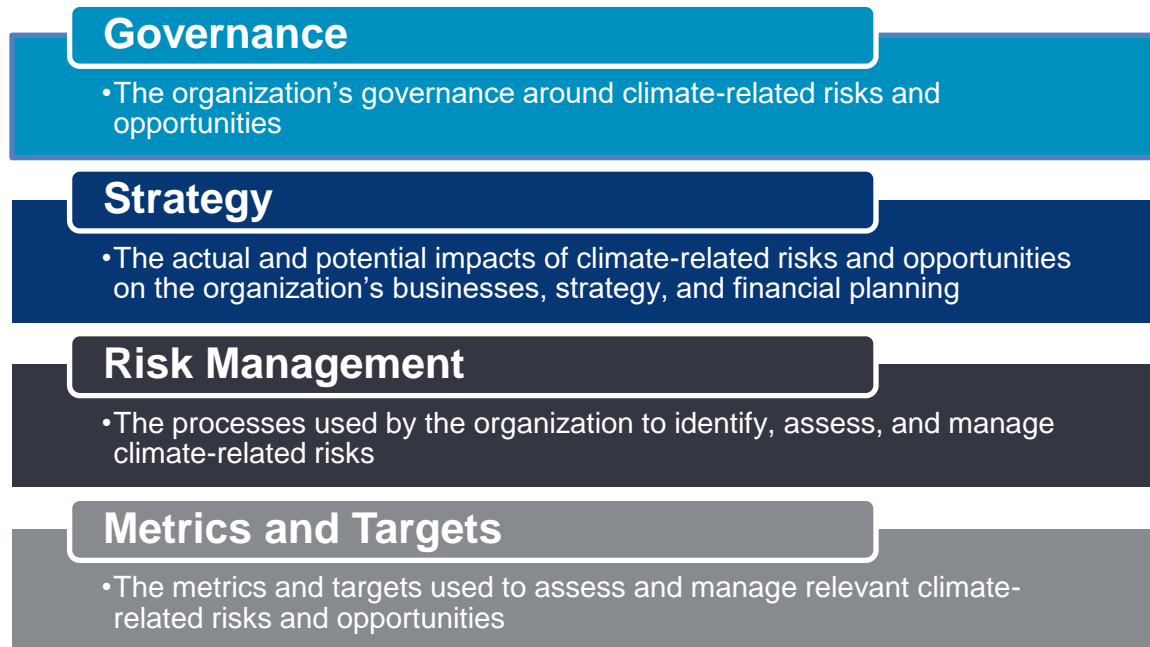 Governance
•The organization’s governance around climate-related risks and
opportunities
Strategy
•The actual and potential impacts of climate-related risks and opportunities
on the organization’s businesses, strategy, and financial planning
Risk Management
•The processes used by the organization to identify, assess, and manage
climate-related risks
Metrics and Targets
•The metrics and targets used to assess and manage relevant climate-
related risks and opportunities